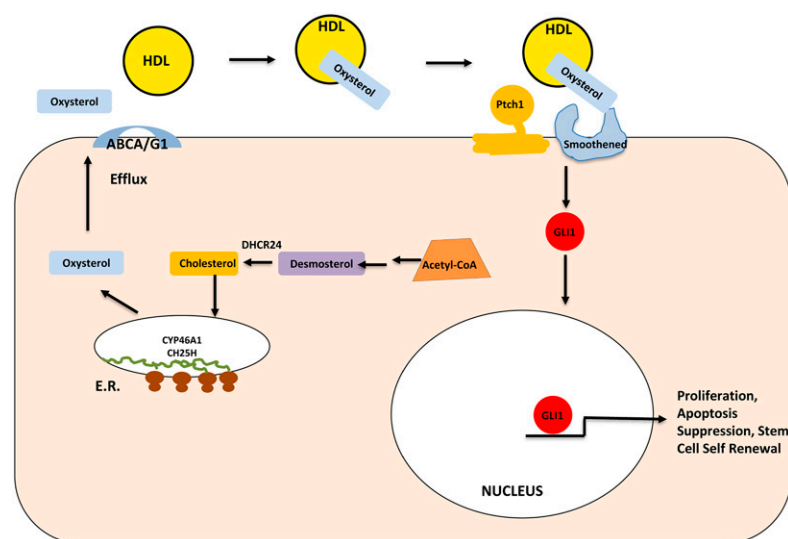 HDL
HDL
Oxysterol
HDL
Oxysterol
Oxysterol
Ptch1
Smoothened
ABCA/G1
Efflux
GLI1
DHCR24
Oxysterol
Cholesterol
Desmosterol
Acetyl-CoA
CYP46A1
CH25H
E.R.
GLI1
Proliferation,
Apoptosis
Suppression, Stem
Cell Self Renewal
NUCLEUS